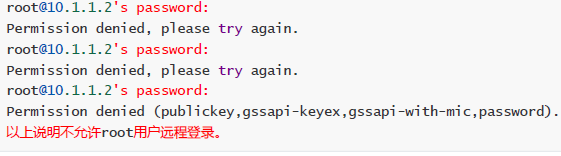 root@10.1.1.2's password:
Permission denied, please try again.
root@10.1.1.2's password:
Permission denied, please try again.
root@10.1.1.2's password:
Permission denied (publickey,gssapi-keyex,gssapi-with-mic,password).
以上说明不允许root用户远程登录。